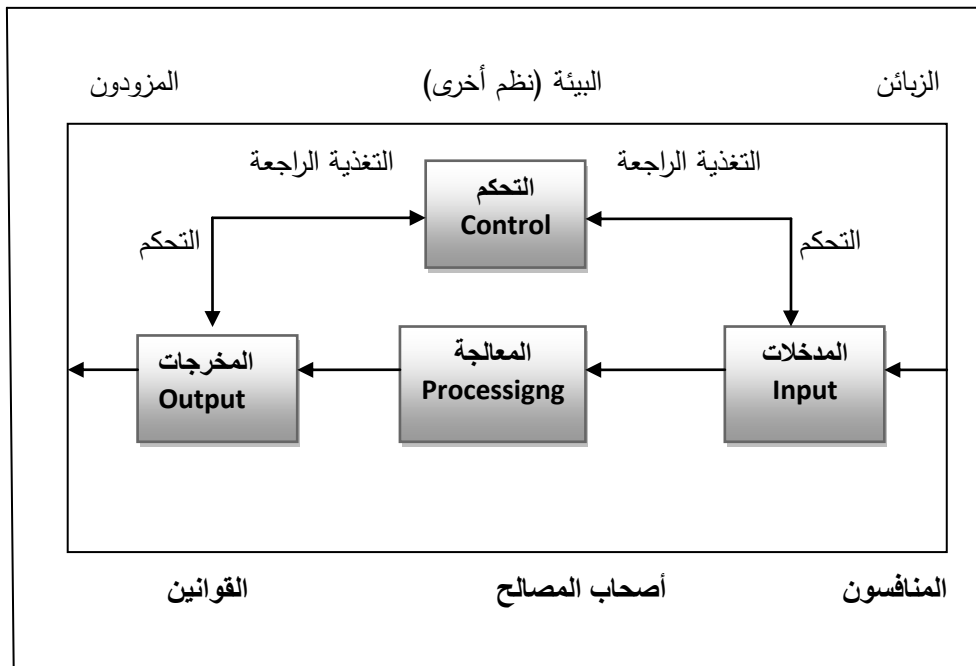 الزبائن
البيئة (نظم أخرى)
المزودون
التغذية الراجعة
التغذية الراجعة
التحكم
Control
التحكم
التحكم
المدخلات
Input
المعالجة
Processigng
المخرجات
Output
المنافسون
أصحاب المصالح
القوانين